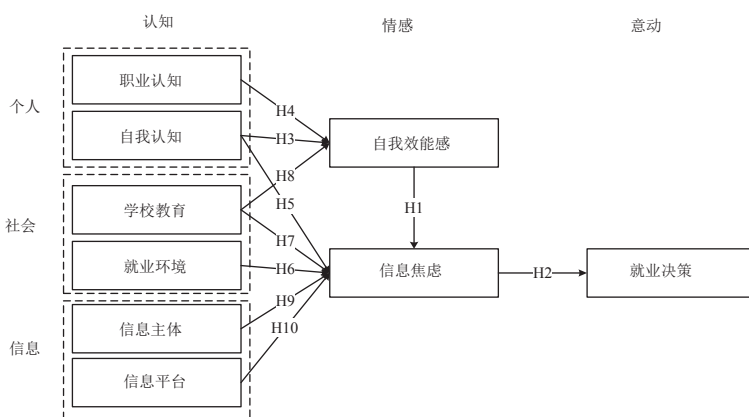 认知
情感
意动
个人
职业认知
自我认知
H4
H3
自我效能感
H8
H5
社会
学校教育
就业环境
H1
H7
H6
信息焦虑
H2
就业决策
信息
信息主体
信息平台
H9
H10